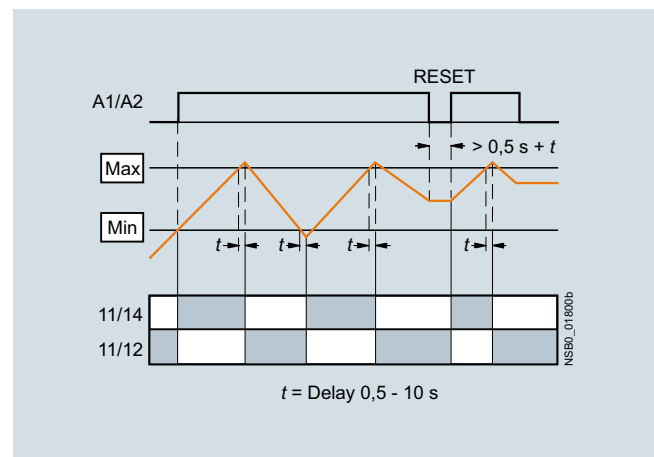 RESET
A1/A2
> 0,5 s + t
Max
Min
t t t t
11/14
11/12
NSB0_01800b
t = Delay 0,5 - 10 s